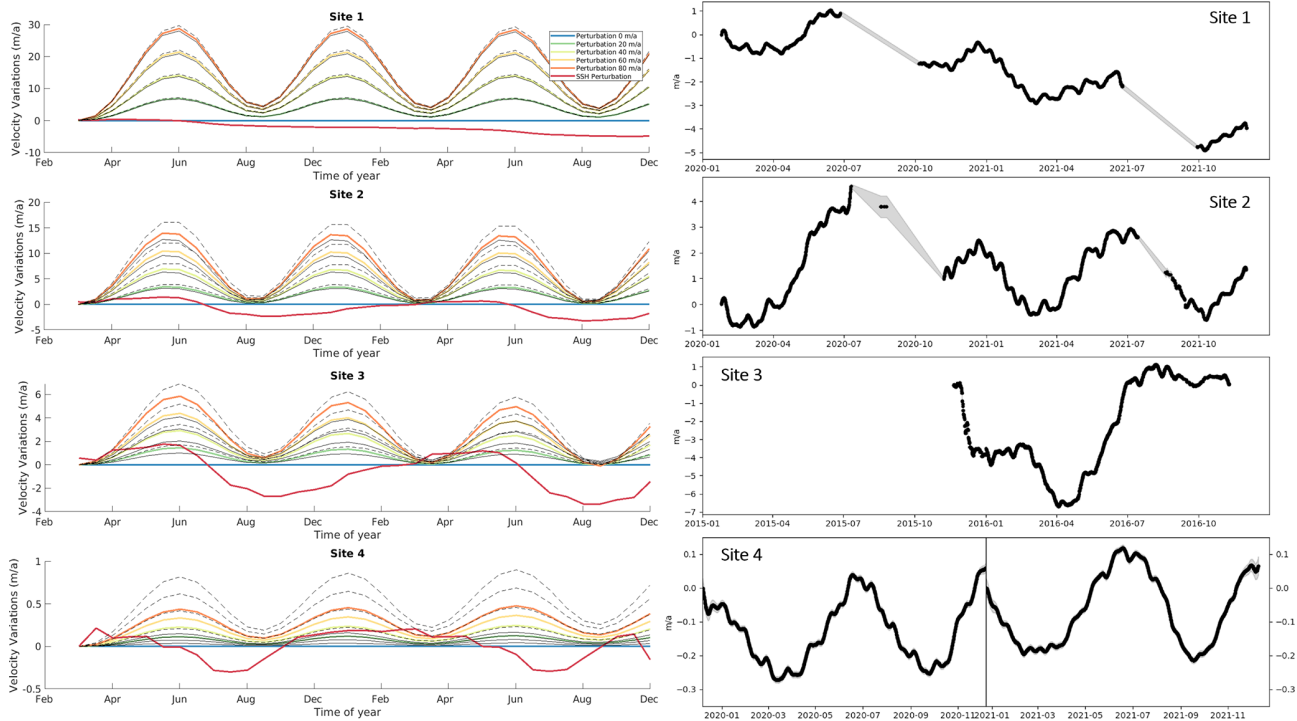 Site 1
Velocity Variations (m/a)
30
20
10
0
-10
Perturbation 0 m/a
Perturbation 20 m/a
Perturbation 40 m/a
Perturbation 60 m/a
Perturbation 80 m/a
SSH Perturbation
Feb Apr Jun Aug Dec Feb Apr Jun Aug Dec
Time of year
Site 1
m/a
1
0
−1
−2
−3
−4
−5
2020-01 2020-04 2020-07 2020-10 2021-01 2021-04 2021-07 2021-10
Site 2
Velocity Variations (m/a)
20
15
10
5
0
-5
Feb Apr Jun Aug Dec Feb Apr Jun Aug Dec
Time of year
Site 2
m/a
4
3
2
1
0
−1
2020-01 2020-04 2020-07 2020-10 2021-01 2021-04 2021-07 2021-10
Site 3
Velocity Variations (m/a)
6
4
2
0
-2
-4
Feb Apr Jun Aug Dec Feb Apr Jun Aug Dec
Time of year
Site 3
m/a
1
0
−1
−2
−3
−4
−5
−6
−7
2015-01 2015-04 2015-07 2015-10 2016-01 2016-04 2016-07 2016-10
Site 4
Velocity Variations (m/a)
1
0.5
0
-0.5
Feb Apr Jun Aug Dec Feb Apr Jun Aug Dec
Time of year
Site 4
m/a
0.1
0.0
−0.1
−0.2
−0.3
0.1
0.0
−0.1
−0.2
−0.3
2020-01 2020-03 2020-05 2020-07 2020-09 2020-11 2021-01 2021-03 2021-05 2021-07 2021-09 2021-11